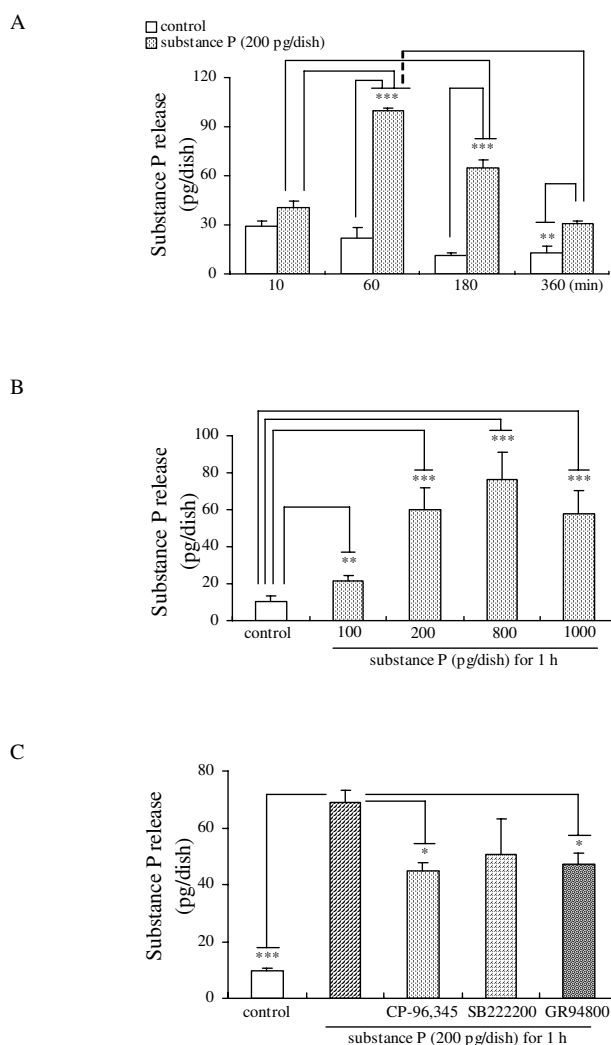 A
control
substance P (200 pg/dish)
Substance P release
(pg/dish)
120
90
60
30
0
***
***
**
10 60 180 360 (min)
B
Substance P release
(pg/dish)
100
80
60
40
20
0
**
***
***
***
control 100 200 800 1000
substance P (pg/dish) for 1 h
C
Substance P release
(pg/dish)
80
60
40
20
0
***
*
*
control CP-96,345 SB222200 GR94800
substance P (200 pg/dish) for 1 h